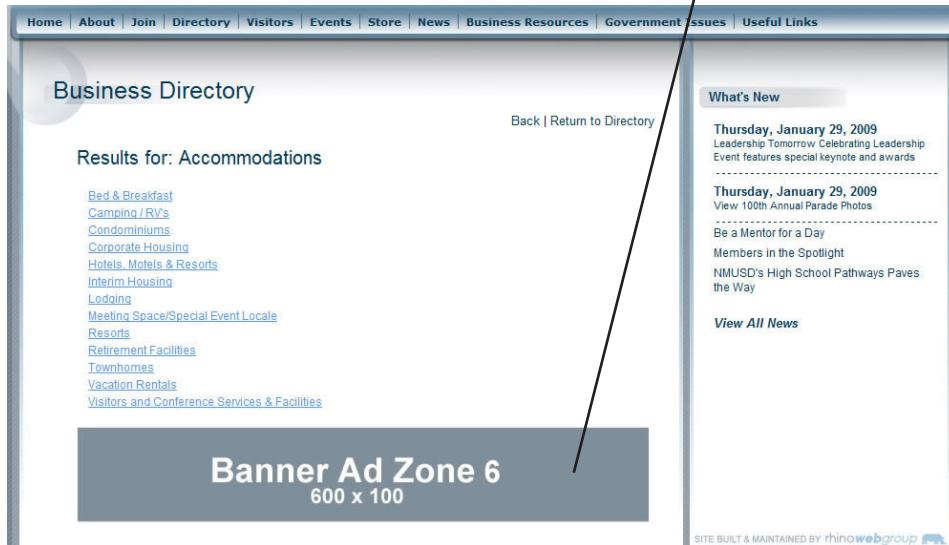 Home | About | Join | Directory | Visitors | Events | Store | News | Business Resources | Government Issues | Useful Links
Business Directory
Back | Return to Directory
Results for: Accommodations
Bed & Breakfast
Camping / RV's
Condominiums
Corporate Housing
Hotels, Motels & Resorts
Interim Housing
Lodging
Meeting Space/Special Event Locale
Resorts
Retirement Facilities
Townhomes
Vacation Rentals
Visitors and Conference Services & Facilities
Banner Ad Zone 6
600 x 100
What's New
Thursday, January 29, 2009
Leadership Tomorrow Celebrating Leadership
Event features special keynote and awards
Thursday, January 29, 2009
View 100th Annual Parade Photos
Be a Mentor for a Day
Members in the Spotlight
NMUSD's High School Pathways Paves
the Way
View All News
SITE BUILT & MAINTAINED BY rhinowebgroup